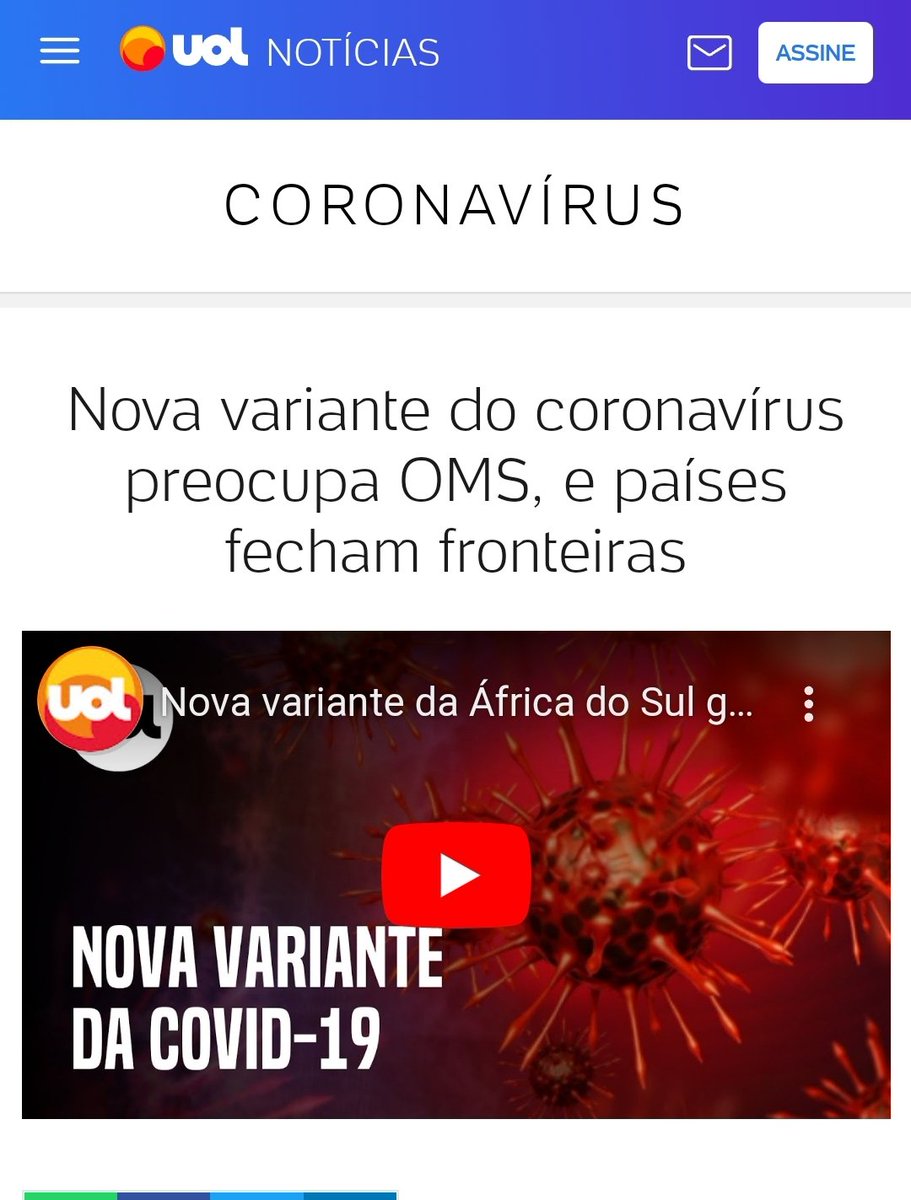 uol NOTÍCIAS
ASSINE
CORONAVÍRUS
Nova variante do coronavírus
preocupa OMS, e países
fecham fronteiras
uol
Nova variante da África do Sul g...
NOVA VARIANTE
DA COVID-19